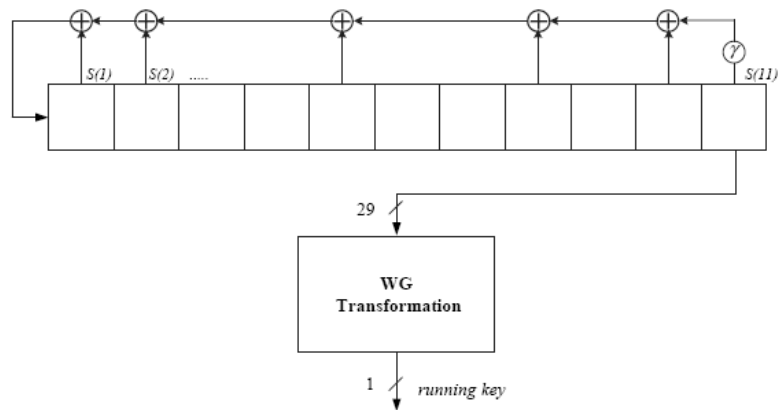 γ
S(1) S(2) ..... S(11)
29
WG
Transformation
1 running key